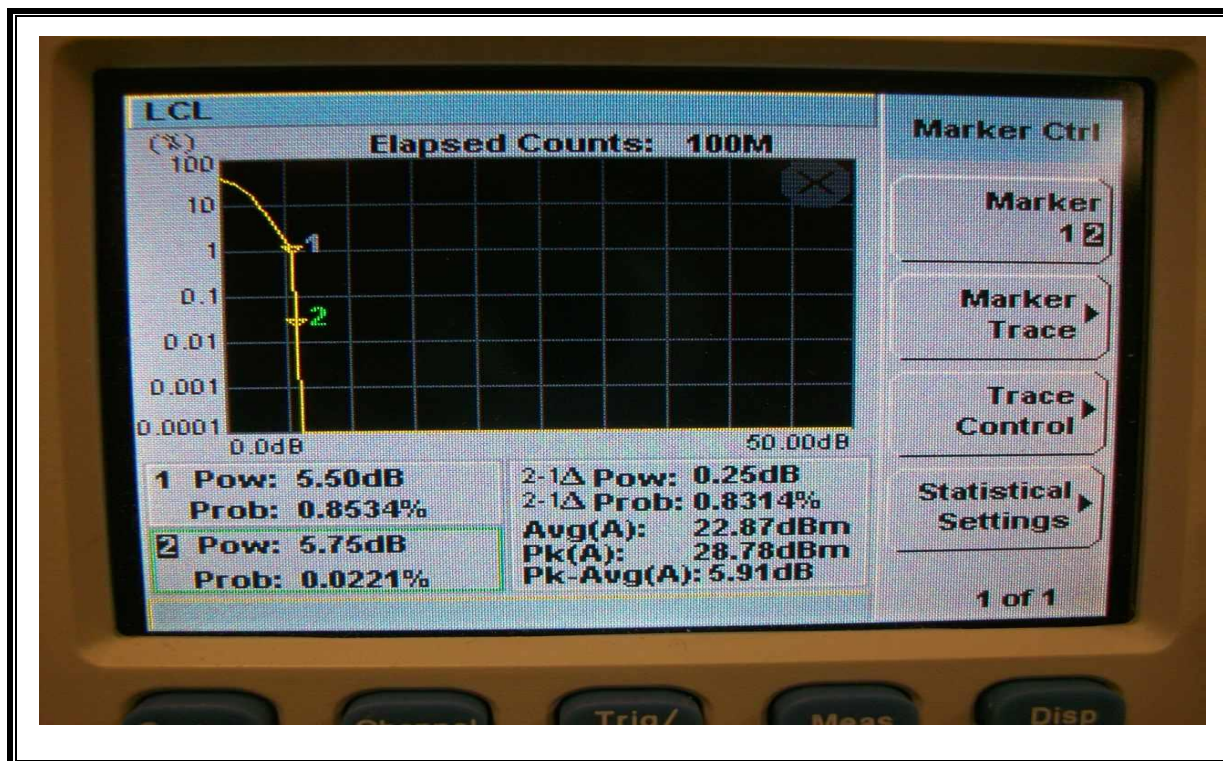 LCL
(%) Elapsed Counts: 100M
100
10
1
0.1
0.01
0.001
0.0001
1
2
0.0dB 50.00dB
1 Pow: 5.50dB
Prob: 0.8534%
2 Pow: 5.75dB
Prob: 0.0221%
2-1Δ Pow: 0.25dB
2-1Δ Prob: 0.8314%
Avg(A): 22.87dBm
Pk(A): 28.78dBm
Pk-Avg(A): 5.91dB
Marker Ctrl
Marker
1 2
Marker
Trace
Trace
Control
Statistical
Settings
1 of 1
Channel
Trig/
Meas
Disp